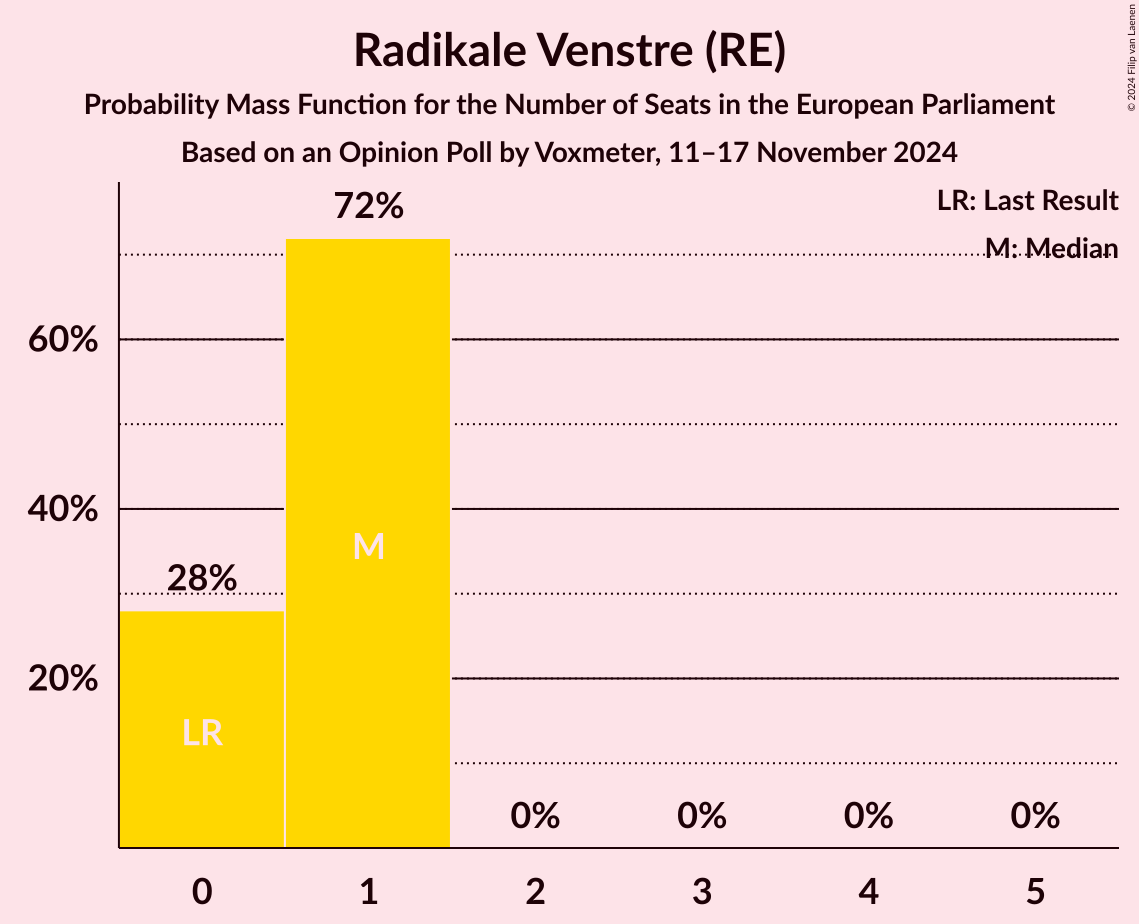 Radikale Venstre (RE)
Probability Mass Function for the Number of Seats in the European Parliament
Based on an Opinion Poll by Voxmeter, 11–17 November 2024
© 2024 Filip van Laenen
LR: Last Result
M: Median
72%
60%
40%
M
28%
20%
LR
0% 0% 0% 0%
0 1 2 3 4 5